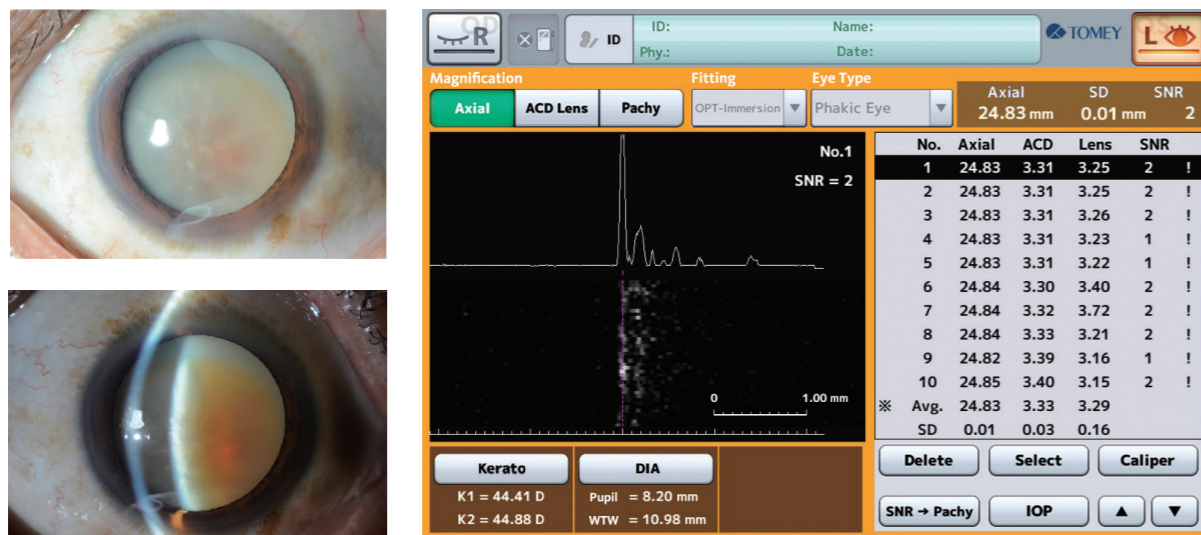 OD
R
ID
ID: Name:
Phy.: Date:
TOMEY
OS
L
Magnification Fitting Eye Type
Axial ACD Lens Pachy OPT-Immersion ▼ Phakic Eye ▼
Axial SD SNR
24.83 mm 0.01 mm 2
No.1
SNR = 2
0 1.00 mm
No. Axial ACD Lens SNR
1 24.83 3.31 3.25 2 !
2 24.83 3.31 3.25 2 !
3 24.83 3.31 3.26 2 !
4 24.83 3.31 3.23 1 !
5 24.83 3.31 3.22 1 !
6 24.84 3.30 3.40 2 !
7 24.84 3.32 3.72 2 !
8 24.84 3.33 3.21 2 !
9 24.82 3.39 3.16 1 !
10 24.85 3.40 3.15 2 !
※ Avg. 24.83 3.33 3.29
SD 0.01 0.03 0.16
Kerato DIA
K1 = 44.41 D Pupil = 8.20 mm
K2 = 44.88 D WTW = 10.98 mm
Delete Select Caliper
SNR → Pachy IOP ▲ ▼